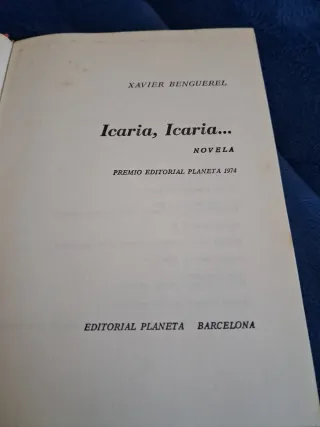 XAVIER BENGUEREL
Icaria, Icaria...
NOVELA
PREMIO EDITORIAL PLANETA 1974
EDITORIAL PLANETA BARCELONA